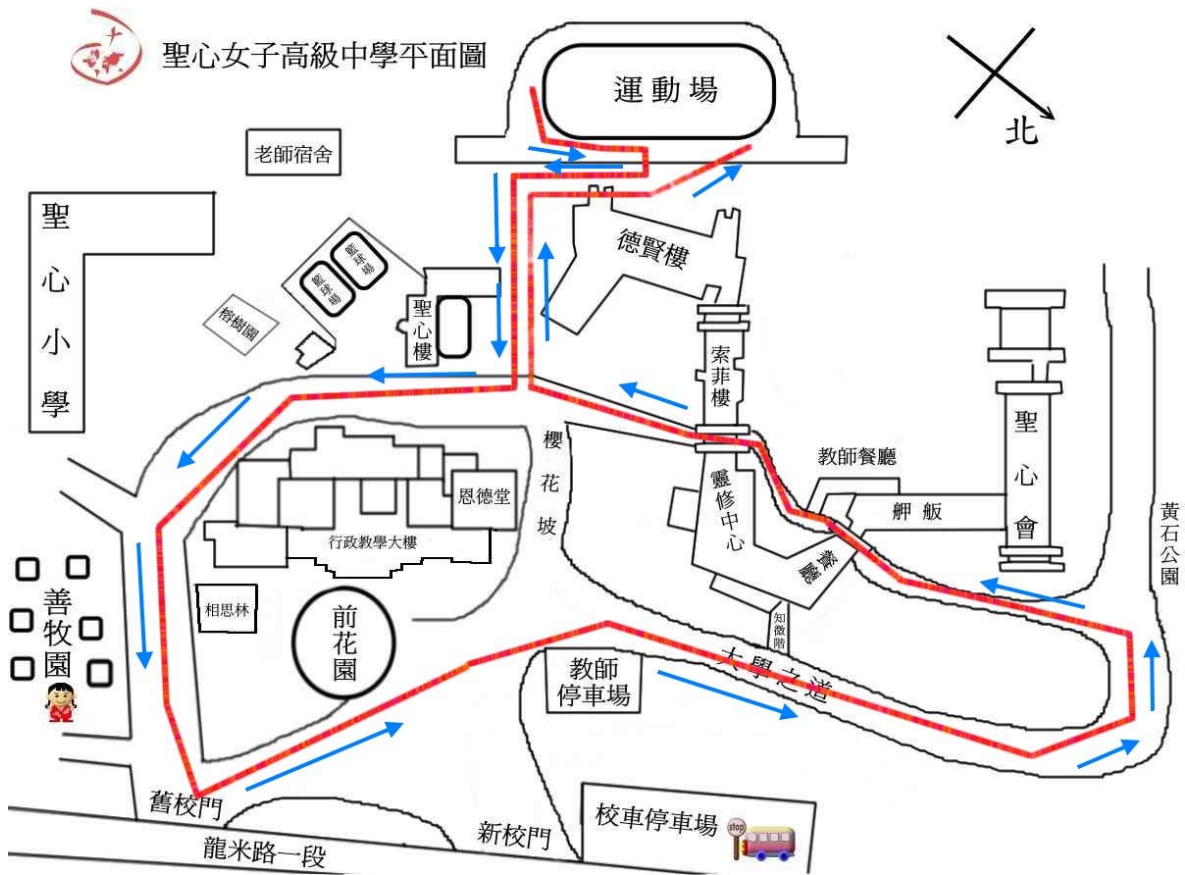 聖心女子高級中學平面圖
運動場
北
老師宿舍
聖心小學
籃球場
籃球場
榕樹園
聖心樓
德賢樓
索菲樓
聖心會
櫻花坡
教師餐廳
舺舨
靈修中心
餐廳
黃石公園
恩德堂
行政教學大樓
相思林
前花園
善牧園
知微階
大學之道
教師
停車場
舊校門
新校門
校車停車場
stop
龍米路一段